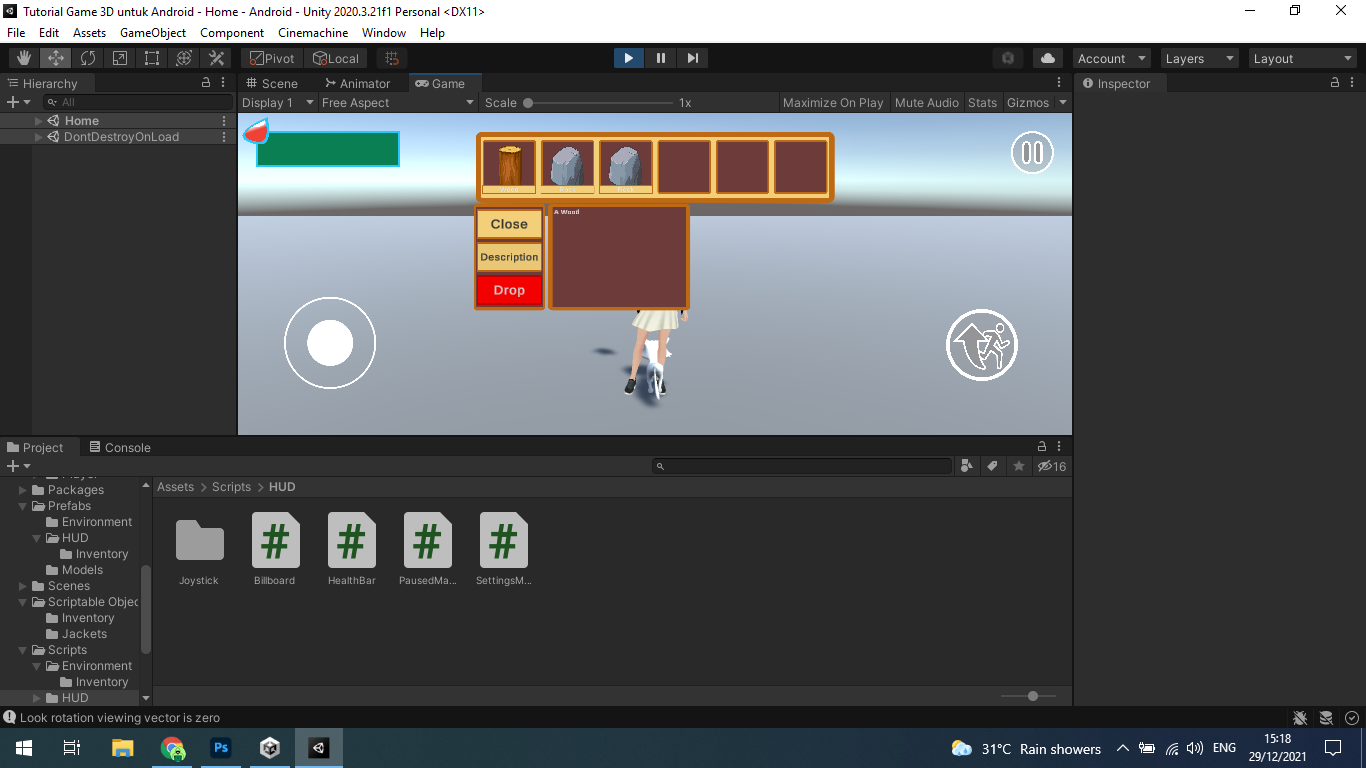 Tutorial Game 3D untuk Android - Home - Android - Unity 2020.3.21f1 Personal <DX11>
File Edit Assets GameObject Component Cinemachine Window Help
Pivot Local Account Layers Layout
Hierarchy Scene Animator Game Inspector
All Display 1 Free Aspect Scale 1x Maximize On Play Mute Audio Stats Gizmos
Home
DontDestroyOnLoad
Wood Rock Rock
A Wood
Close
Description
Drop
Project Console
16
Assets > Scripts > HUD
Player
Packages
Prefabs
Environment
HUD
Inventory
Models
Scenes
Scriptable Objec
Inventory
Jackets
Scripts
Environment
Inventory
HUD
Joystick Billboard HealthBar PausedMa... SettingsM...
Look rotation viewing vector is zero
Ps 31°C Rain showers ENG 15:18
29/12/2021